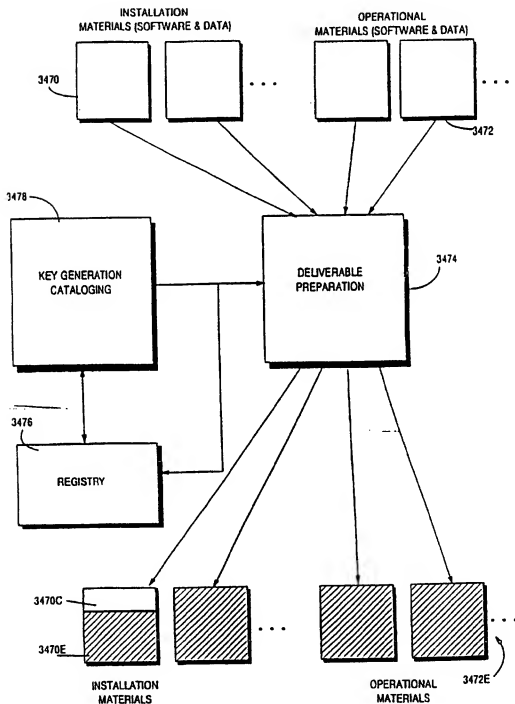 INSTALLATION
MATERIALS (SOFTWARE & DATA)
OPERATIONAL
MATERIALS (SOFTWARE & DATA)
3470
3472
3478
KEY GENERATION
CATALOGING
DELIVERABLE
PREPARATION
3474
3476
REGISTRY
3470C
3470E
3472E
INSTALLATION
MATERIALS
OPERATIONAL
MATERIALS